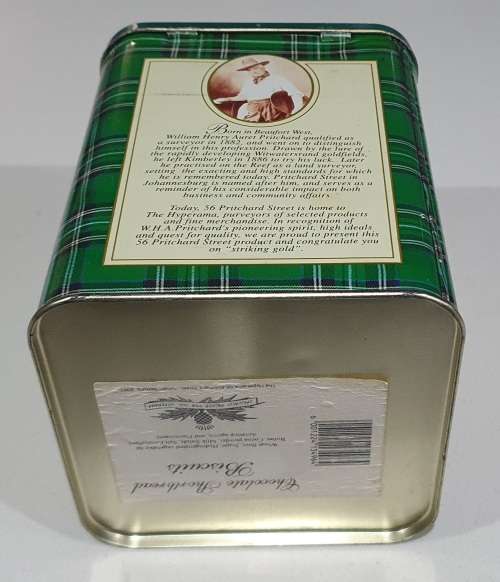 Born in Beaufort West,
William Henry Auret Pritchard qualified as
a surveyor in 1882, and went on to distinguish
himself in this profession. Drawn by the lure of
the rapidly developing Witwatersrand goldfields,
he left Kimberley in 1886 to try his luck. Later
he practised on the Reef as a land surveyor,
setting the exacting and high standards for which
he is remembered today. Pritchard Street in
Johannesburg is named after him, and serves as a
reminder of his considerable impact on both
business and community affairs.
Today, 56 Pritchard Street is home to
The Hyperama, purveyors of selected products
and fine merchandise. In recognition of
W.H.A.Pritchard's pioneering spirit, high ideals
and quest for quality, we are proud to present this
56 Pritchard Street product and congratulate you
on "striking gold".
Chocolate Shortbread
Biscuits